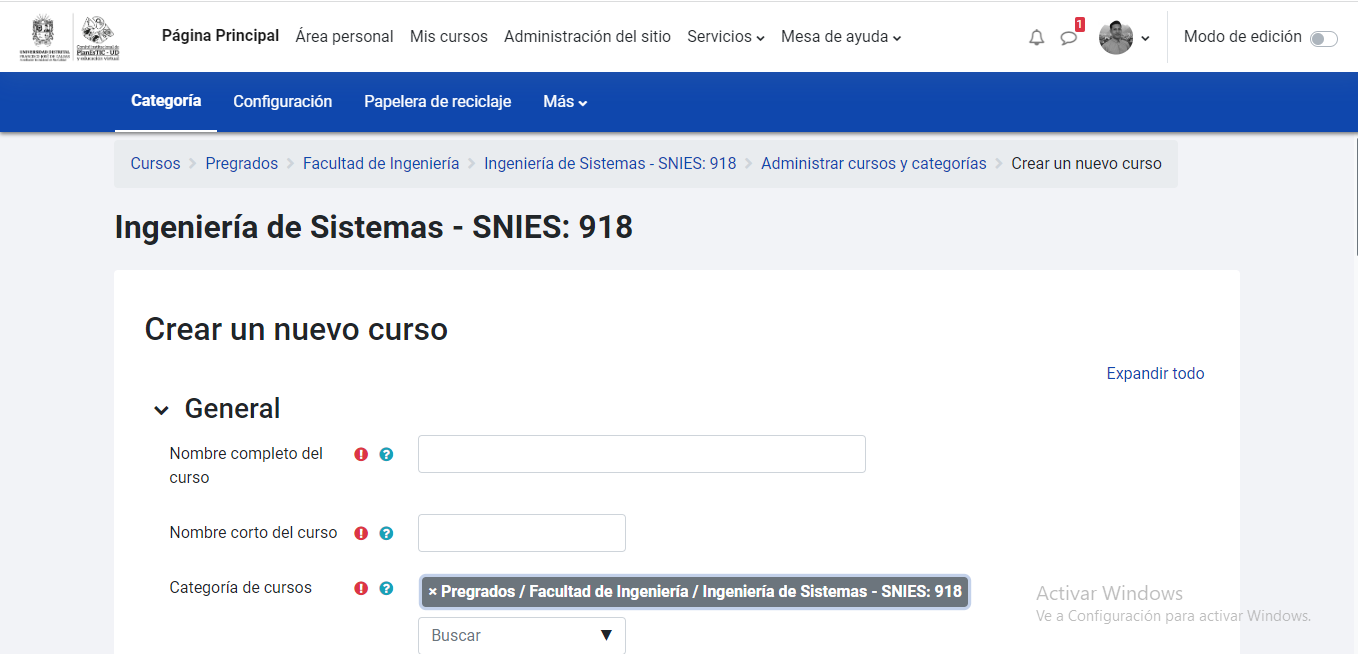 UNIVERSIDAD DISTRITAL
PlanEsTIC - UD
Página Principal Área personal Mis cursos Administración del sitio Servicios Mesa de ayuda 1 Modo de edición
Categoría Configuración Papelera de reciclaje Más
Cursos Pregrados Facultad de Ingeniería Ingeniería de Sistemas - SNIES: 918 Administrar cursos y categorías Crear un nuevo curso
Ingeniería de Sistemas - SNIES: 918
Crear un nuevo curso
Expandir todo
General
Nombre completo del
curso
Nombre corto del curso
Categoría de cursos × Pregrados / Facultad de Ingeniería / Ingeniería de Sistemas - SNIES: 918
Buscar ▼
Activar Windows
Ve a Configuración para activar Windows.